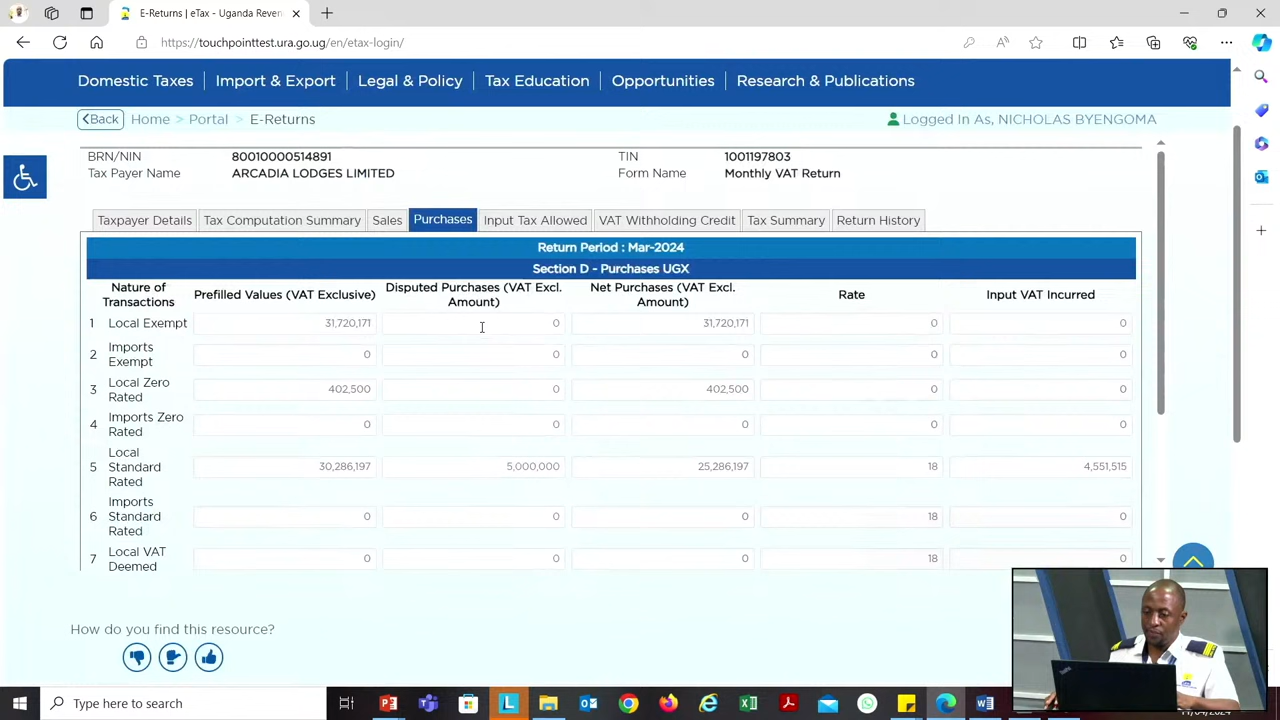 E-Returns | eTax - Uganda Reven
https://touchpointtest.ura.go.ug/en/etax-login/
Domestic Taxes | Import & Export | Legal & Policy | Tax Education | Opportunities | Research & Publications
Back Home > Portal > E-Returns Logged In As, NICHOLAS BYENGOMA
BRN/NIN 80010000514891 TIN 1001197803
Tax Payer Name ARCADIA LODGES LIMITED Form Name Monthly VAT Return
Taxpayer Details Tax Computation Summary Sales Purchases Input Tax Allowed VAT Withholding Credit Tax Summary Return History
Return Period : Mar-2024
Section D - Purchases UGX
Nature of Transactions Prefilled Values (VAT Exclusive) Disputed Purchases (VAT Excl. Amount) Net Purchases (VAT Excl. Amount) Rate Input VAT Incurred
1 Local Exempt 31,720,171 0 31,720,171 0 0
2 Imports Exempt 0 0 0 0 0
3 Local Zero Rated 402,500 0 402,500 0 0
4 Imports Zero Rated 0 0 0 0 0
5 Local Standard Rated 30,286,197 5,000,000 25,286,197 18 4,551,515
6 Imports Standard Rated 0 0 0 18 0
7 Local VAT Deemed 0 0 0 18 0
How do you find this resource?
Type here to search